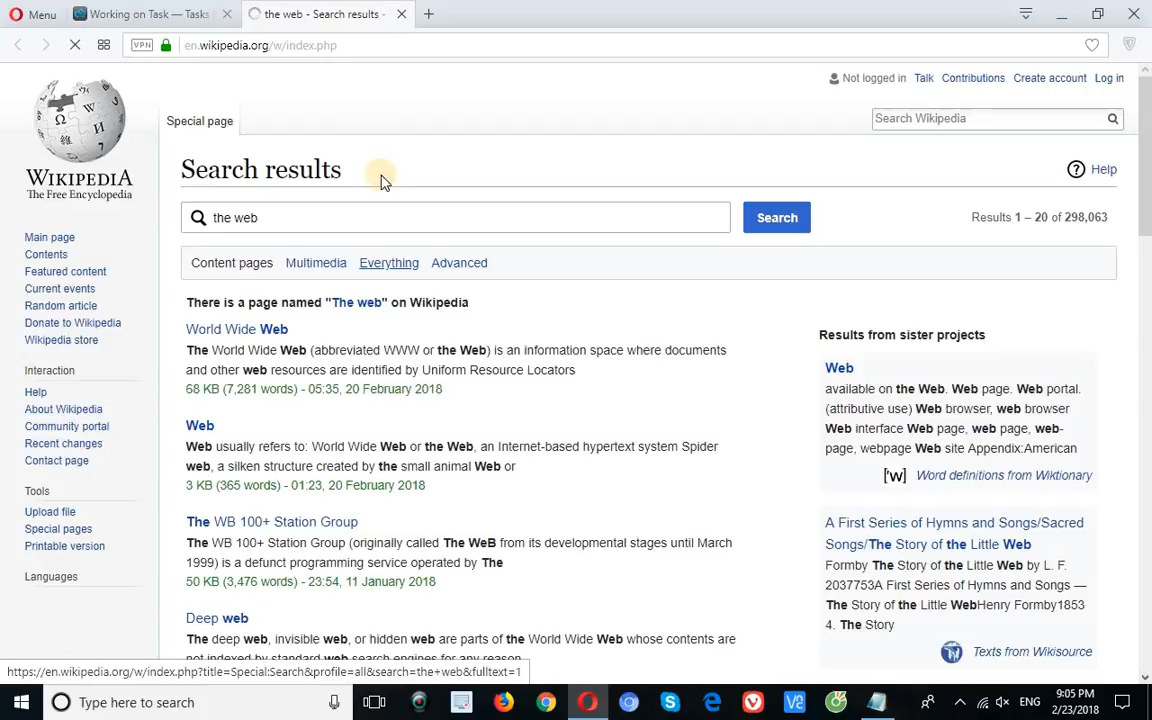 Menu
Working on Task — Tasks
the web - Search results -
VPN
en.wikipedia.org/w/index.php
Not logged in Talk Contributions Create account Log in
Special page
Search Wikipedia
WIKIPEDIA
The Free Encyclopedia
Main page
Contents
Featured content
Current events
Random article
Donate to Wikipedia
Wikipedia store
Interaction
Help
About Wikipedia
Community portal
Recent changes
Contact page
Tools
Upload file
Special pages
Printable version
Languages
Search results
Help
the web
Search
Results 1 – 20 of 298,063
Content pages Multimedia Everything Advanced
There is a page named "The web" on Wikipedia
World Wide Web
The World Wide Web (abbreviated WWW or the Web) is an information space where documents
and other web resources are identified by Uniform Resource Locators
68 KB (7,281 words) - 05:35, 20 February 2018
Web
Web usually refers to: World Wide Web or the Web, an Internet-based hypertext system Spider
web, a silken structure created by the small animal Web or
3 KB (365 words) - 01:23, 20 February 2018
The WB 100+ Station Group
The WB 100+ Station Group (originally called The WeB from its developmental stages until March
1999) is a defunct programming service operated by The
50 KB (3,476 words) - 23:54, 11 January 2018
Deep web
The deep web, invisible web, or hidden web are parts of the World Wide Web whose contents are
not indexed by standard web search engines for any reason
Results from sister projects
Web
available on the Web. Web page. Web portal.
(attributive use) Web browser, web browser
Web interface Web page, web page, web-
page, webpage Web site Appendix:American
['w] Word definitions from Wiktionary
A First Series of Hymns and Songs/Sacred
Songs/The Story of the Little Web
Formby The Story of the Little Web by L. F.
2037753A First Series of Hymns and Songs —
The Story of the Little WebHenry Formby1853
4. The Story
Texts from Wikisource
https://en.wikipedia.org/w/index.php?title=Special:Search&profile=all&search=the+web&fulltext=1
Type here to search
ENG
9:05 PM
2/23/2018